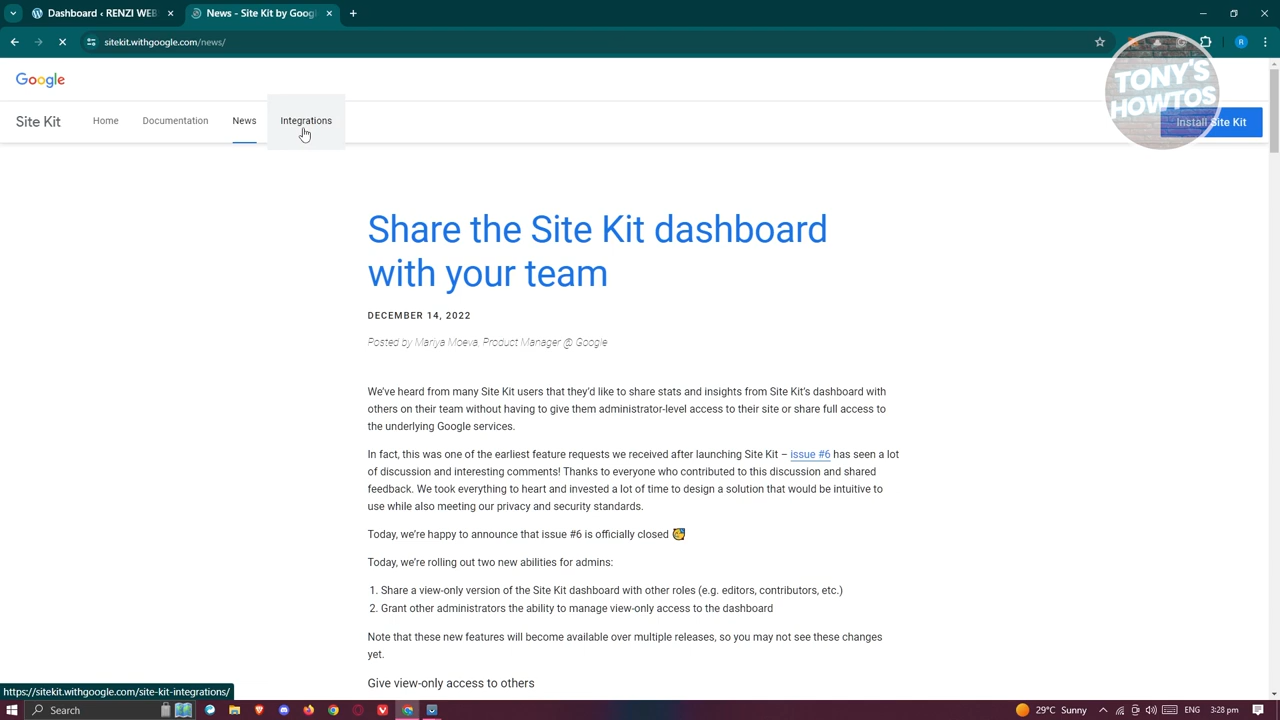 Dashboard ‹ RENZI WEB
News - Site Kit by Goog
sitekit.withgoogle.com/news/
R
Google
TONY'S
HOWTOS
Site Kit
Home
Documentation
News
Integrations
Install Site Kit
Share the Site Kit dashboard
with your team
DECEMBER 14, 2022
Posted by Mariya Moeva, Product Manager @ Google
We've heard from many Site Kit users that they'd like to share stats and insights from Site Kit's dashboard with
others on their team without having to give them administrator-level access to their site or share full access to
the underlying Google services.
In fact, this was one of the earliest feature requests we received after launching Site Kit – issue #6 has seen a lot
of discussion and interesting comments! Thanks to everyone who contributed to this discussion and shared
feedback. We took everything to heart and invested a lot of time to design a solution that would be intuitive to
use while also meeting our privacy and security standards.
Today, we're happy to announce that issue #6 is officially closed
Today, we're rolling out two new abilities for admins:
1. Share a view-only version of the Site Kit dashboard with other roles (e.g. editors, contributors, etc.)
2. Grant other administrators the ability to manage view-only access to the dashboard
Note that these new features will become available over multiple releases, so you may not see these changes
yet.
Give view-only access to others
https://sitekit.withgoogle.com/site-kit-integrations/
Search
29°C Sunny
ENG
3:28 pm